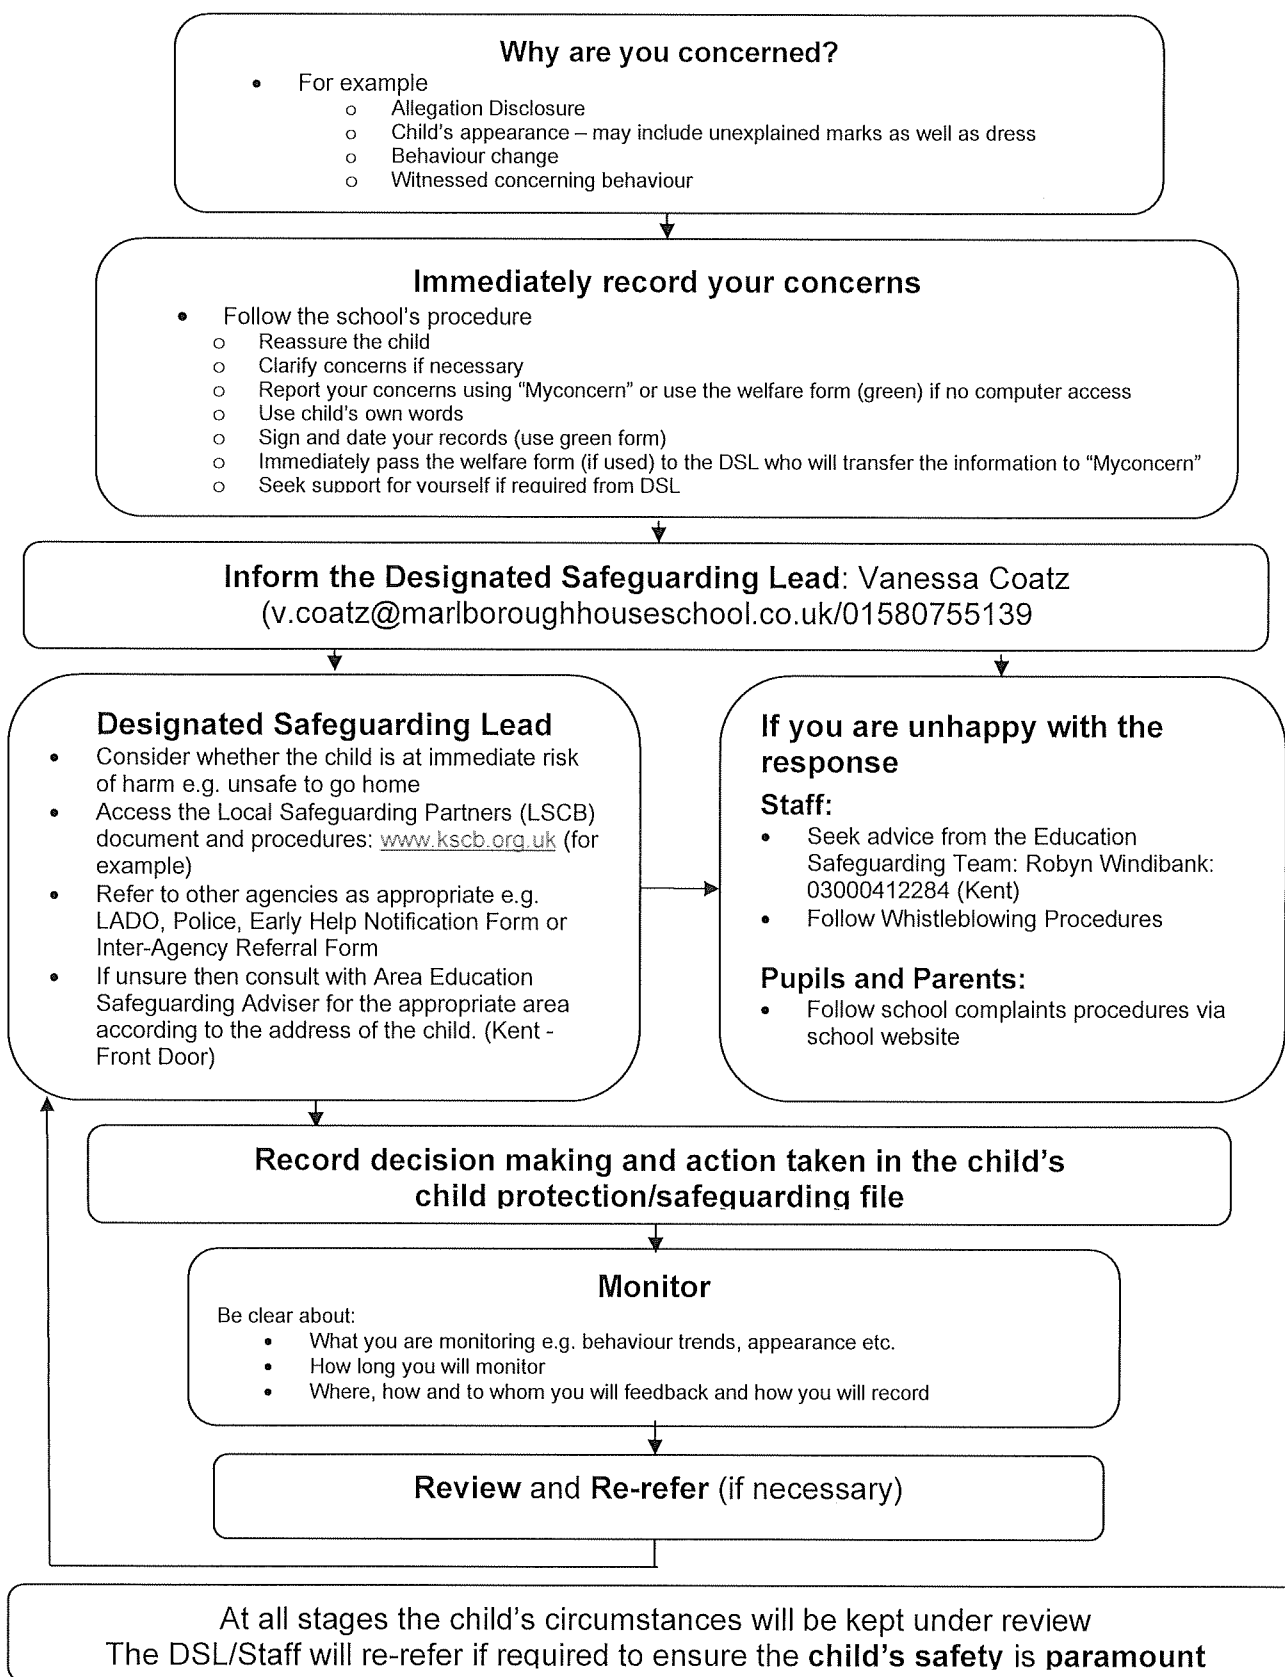 Why are you concerned?
• For example
o Allegation Disclosure
o Child's appearance – may include unexplained marks as well as dress
o Behaviour change
o Witnessed concerning behaviour
Immediately record your concerns
• Follow the school's procedure
o Reassure the child
o Clarify concerns if necessary
o Report your concerns using "Myconcern" or use the welfare form (green) if no computer access
o Use child's own words
o Sign and date your records (use green form)
o Immediately pass the welfare form (if used) to the DSL who will transfer the information to "Myconcern"
o Seek support for yourself if required from DSL
Inform the Designated Safeguarding Lead: Vanessa Coatz
(v.coatz@marlboroughhouseschool.co.uk/01580755139
Designated Safeguarding Lead
• Consider whether the child is at immediate risk
of harm e.g. unsafe to go home
• Access the Local Safeguarding Partners (LSCB)
document and procedures: www.kscb.org.uk (for
example)
• Refer to other agencies as appropriate e.g.
LADO, Police, Early Help Notification Form or
Inter-Agency Referral Form
• If unsure then consult with Area Education
Safeguarding Adviser for the appropriate area
according to the address of the child. (Kent -
Front Door)
If you are unhappy with the
response
Staff:
• Seek advice from the Education
Safeguarding Team: Robyn Windibank:
03000412284 (Kent)
• Follow Whistleblowing Procedures
Pupils and Parents:
• Follow school complaints procedures via
school website
Record decision making and action taken in the child's
child protection/safeguarding file
Monitor
Be clear about:
• What you are monitoring e.g. behaviour trends, appearance etc.
• How long you will monitor
• Where, how and to whom you will feedback and how you will record
Review and Re-refer (if necessary)
At all stages the child's circumstances will be kept under review
The DSL/Staff will re-refer if required to ensure the child's safety is paramount